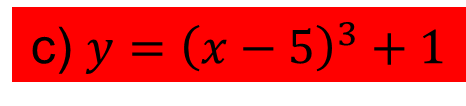 c) y = (x − 5)³ + 1